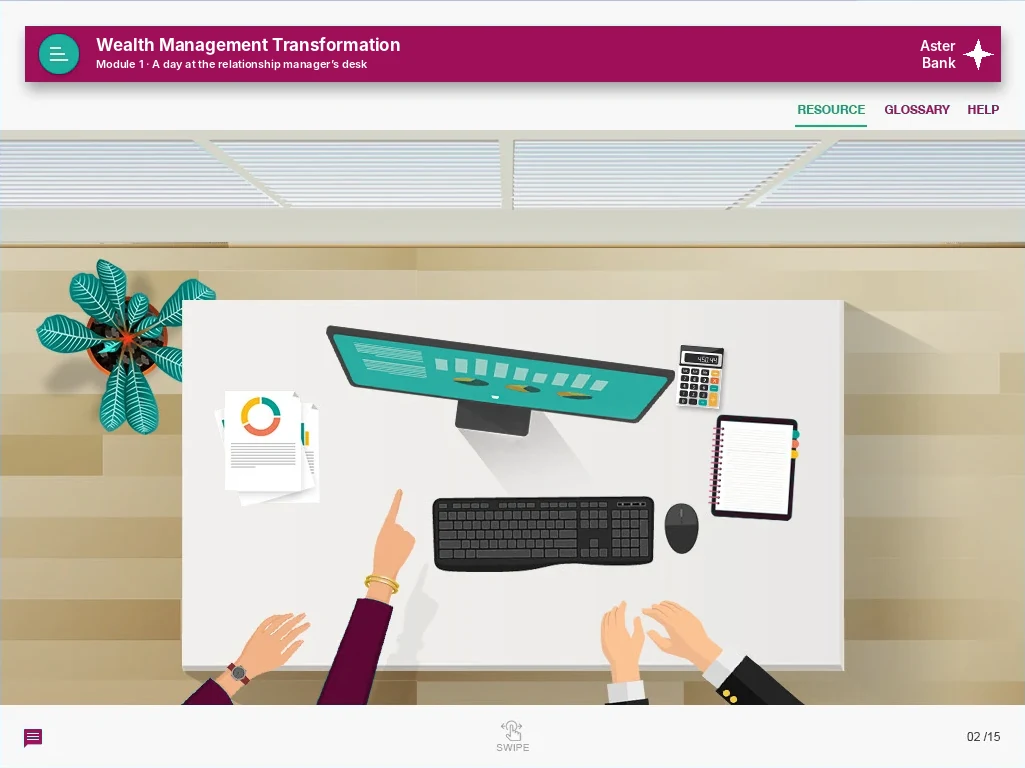 Wealth Management Transformation
Module 1 · A day at the relationship manager’s desk
Aster
Bank
RESOURCE GLOSSARY HELP
SWIPE
02 /15